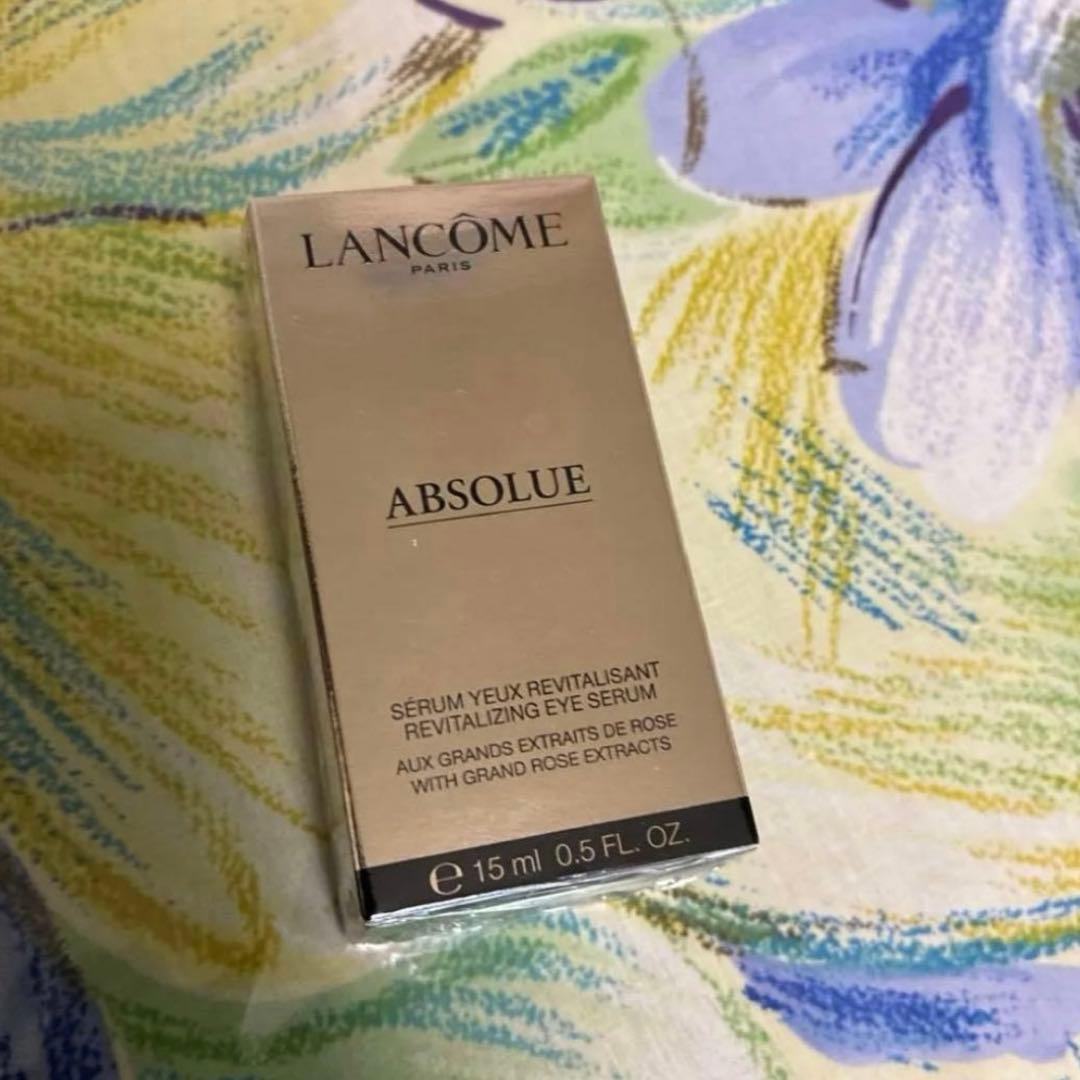 LANCÔME
PARIS
ABSOLUE
SÉRUM YEUX REVITALISANT
REVITALIZING EYE SERUM
AUX GRANDS EXTRAITS DE ROSE
WITH GRAND ROSE EXTRACTS
℮ 15 ml 0.5 FL. OZ.